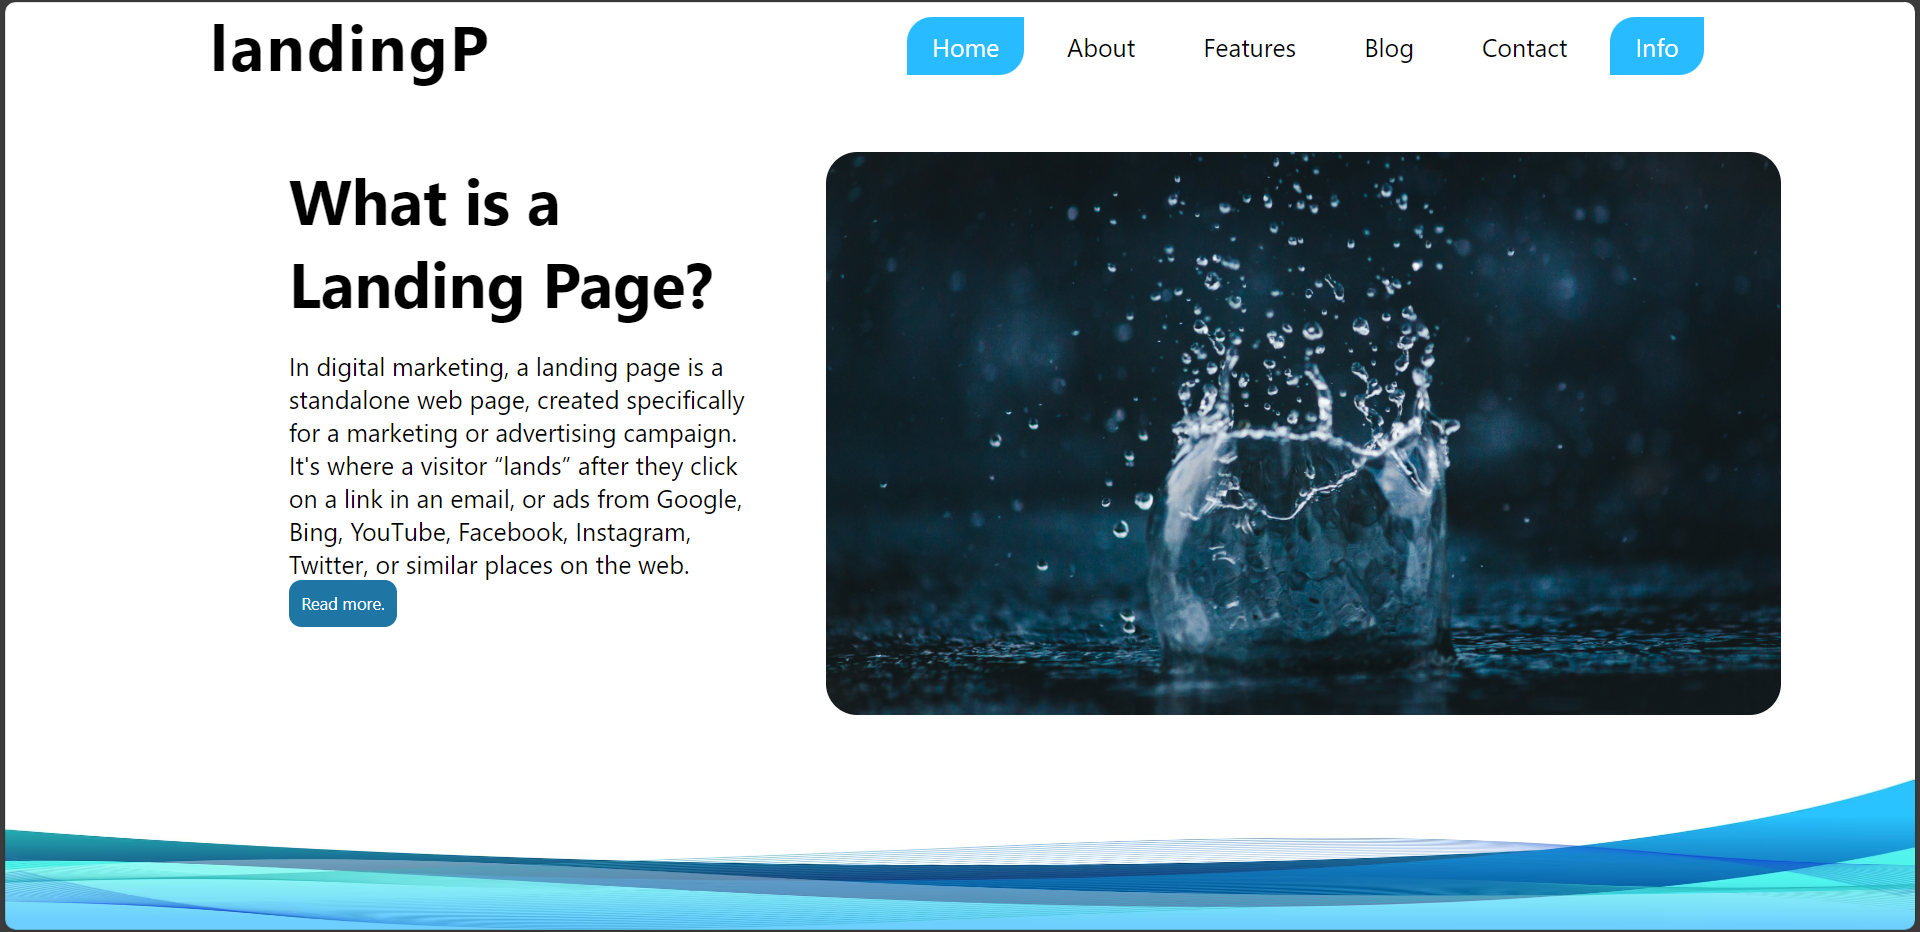 landingP
Home About Features Blog Contact Info
What is a
Landing Page?
In digital marketing, a landing page is a
standalone web page, created specifically
for a marketing or advertising campaign.
It's where a visitor “lands” after they click
on a link in an email, or ads from Google,
Bing, YouTube, Facebook, Instagram,
Twitter, or similar places on the web.
Read more.